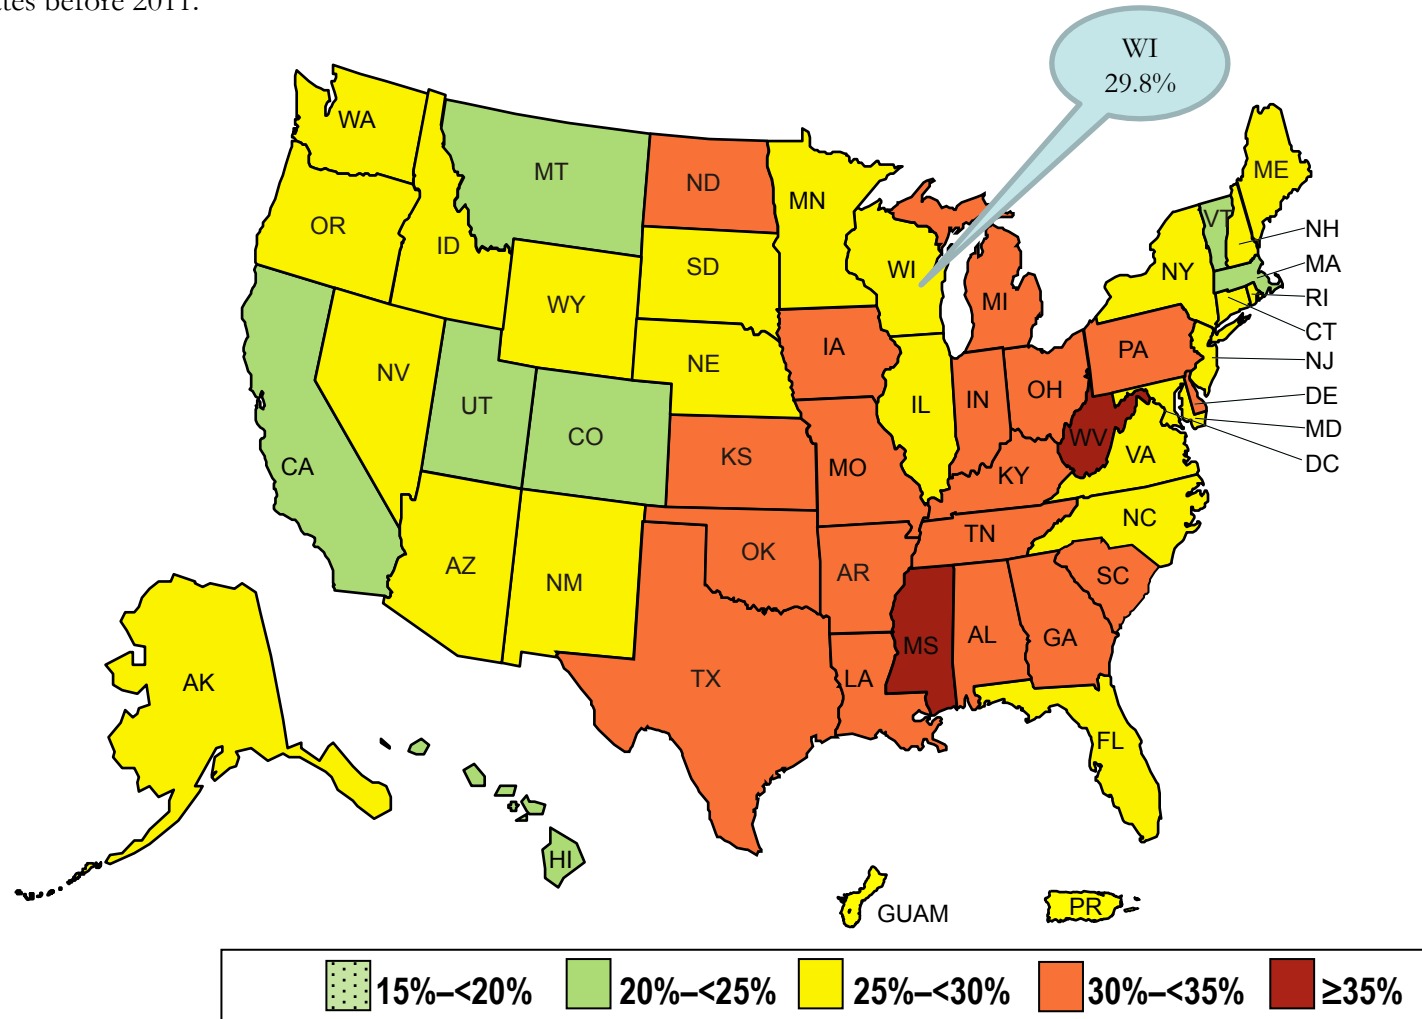 before 2011.
WI
29.8%
WA
MT
ND
MN
ME
VT
OR
ID
SD
WI
NY
NH
MA
MI
RI
WY
CT
IA
PA
NJ
NV
NE
OH
DE
UT
IL
IN
MD
CO
WV
DC
CA
KS
MO
VA
KY
NC
TN
OK
AZ
NM
AR
SC
MS
AL
GA
AK
TX
LA
FL
HI
GUAM
PR
15%–<20%
20%–<25%
25%–<30%
30%–<35%
≥35%